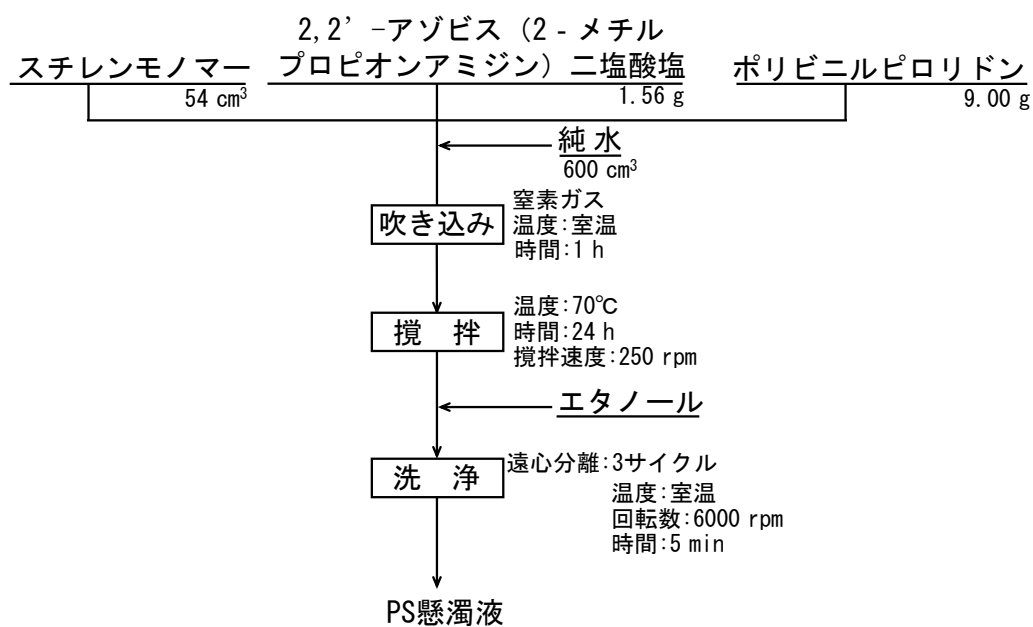 2,2’-アゾビス（2-メチル
プロピオンアミジン）二塩酸塩
1.56 g
スチレンモノマー
54 cm³
ポリビニルピロリドン
9.00 g
純水
600 cm³
吹き込み
窒素ガス
温度:室温
時間:1 h
攪 拌
温度:70℃
時間:24 h
攪拌速度:250 rpm
エタノール
洗 浄
遠心分離:3サイクル
温度:室温
回転数:6000 rpm
時間:5 min
PS懸濁液